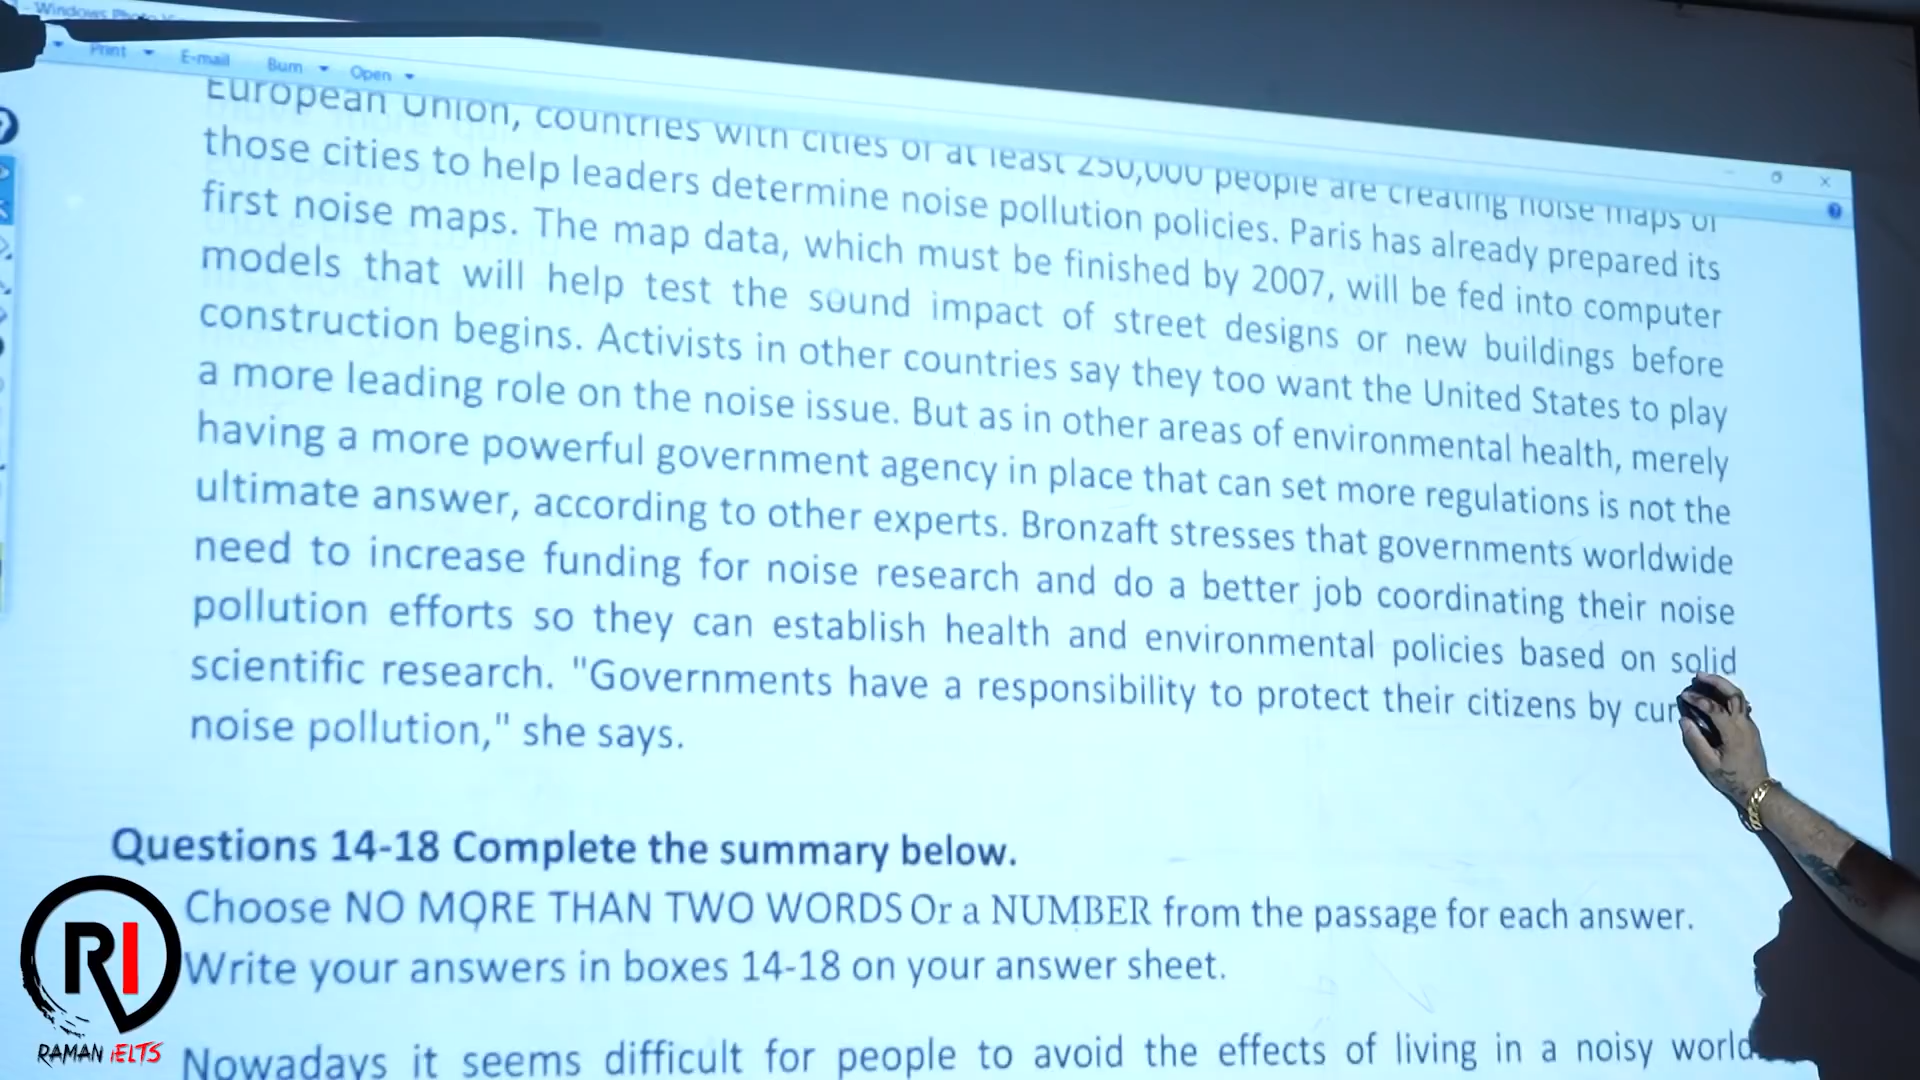 - Windows Photo
Print E-mail Burn Open
European Union, countries with cities of at least 250,000 people are creating noise maps of
those cities to help leaders determine noise pollution policies. Paris has already prepared its
first noise maps. The map data, which must be finished by 2007, will be fed into computer
models that will help test the sound impact of street designs or new buildings before
construction begins. Activists in other countries say they too want the United States to play
a more leading role on the noise issue. But as in other areas of environmental health, merely
having a more powerful government agency in place that can set more regulations is not the
ultimate answer, according to other experts. Bronzaft stresses that governments worldwide
need to increase funding for noise research and do a better job coordinating their noise
pollution efforts so they can establish health and environmental policies based on solid
scientific research. "Governments have a responsibility to protect their citizens by cur
noise pollution," she says.
Questions 14-18 Complete the summary below.
Choose NO MORE THAN TWO WORDS Or a NUMBER from the passage for each answer.
Write your answers in boxes 14-18 on your answer sheet.
Nowadays it seems difficult for people to avoid the effects of living in a noisy world
RI
RAMAN iELTS